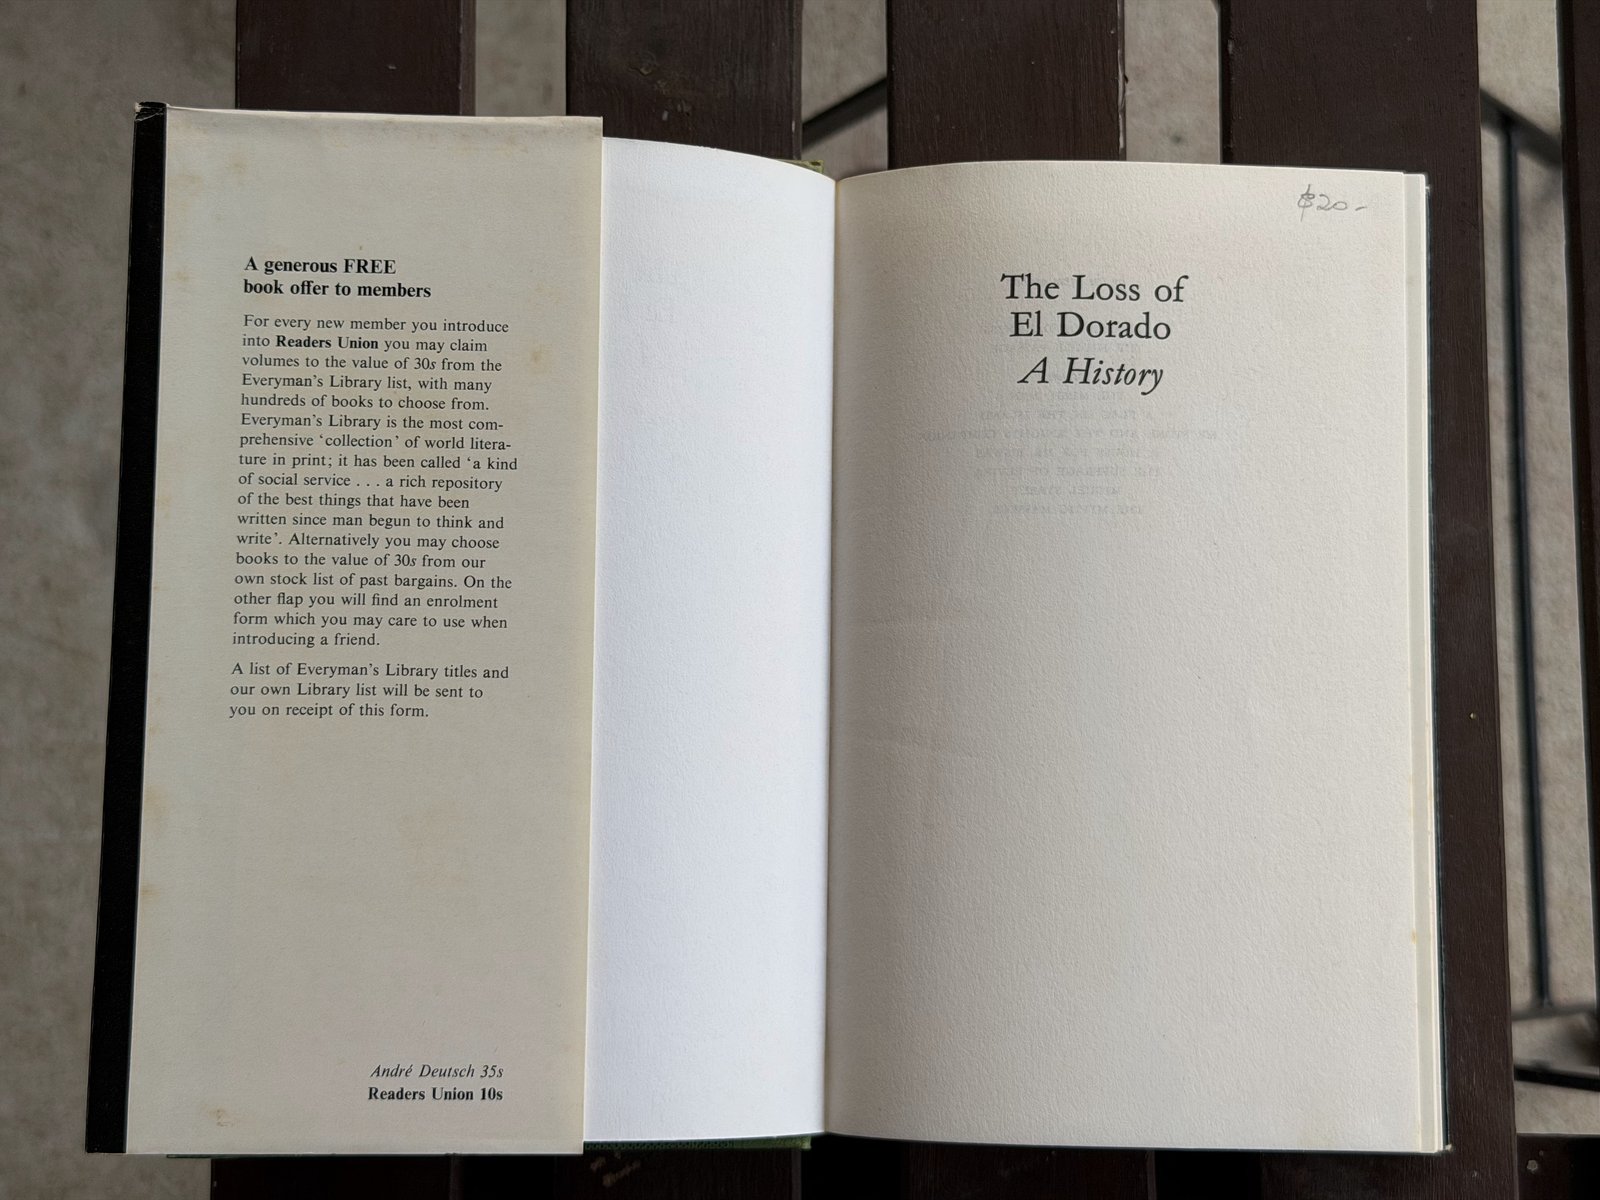 A generous FREE
book offer to members
For every new member you introduce
into Readers Union you may claim
volumes to the value of 30s from the
Everyman's Library list, with many
hundreds of books to choose from.
Everyman's Library is the most com-
prehensive ‘collection’ of world litera-
ture in print; it has been called ‘a kind
of social service . . . a rich repository
of the best things that have been
written since man begun to think and
write’. Alternatively you may choose
books to the value of 30s from our
own stock list of past bargains. On the
other flap you will find an enrolment
form which you may care to use when
introducing a friend.
A list of Everyman's Library titles and
our own Library list will be sent to
you on receipt of this form.
André Deutsch 35s
Readers Union 10s
$20-
The Loss of
El Dorado
A History